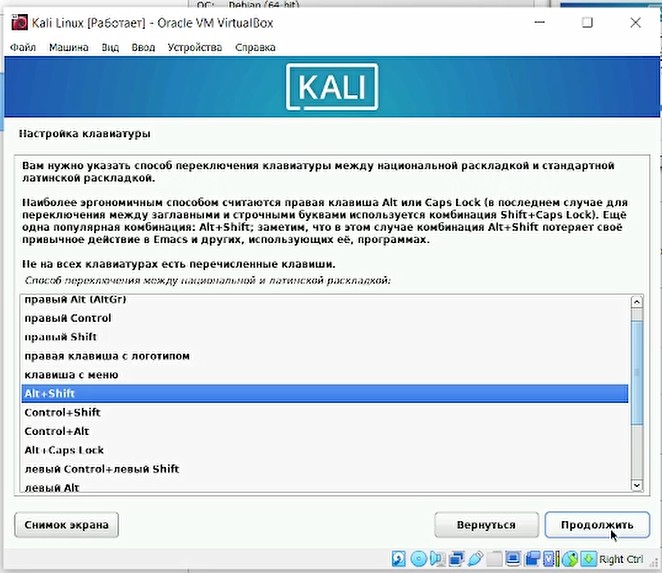 ОС: Debian (64-bit)
Kali Linux [Работает] - Oracle VM VirtualBox
Файл Машина Вид Ввод Устройства Справка
KALI
Настройка клавиатуры
Вам нужно указать способ переключения клавиатуры между национальной раскладкой и стандартной
латинской раскладкой.
Наиболее эргономичным способом считаются правая клавиша Alt или Caps Lock (в последнем случае для
переключения между заглавными и строчными буквами используется комбинация Shift+Caps Lock). Ещё
одна популярная комбинация: Alt+Shift; заметим, что в этом случае комбинация Alt+Shift потеряет своё
привычное действие в Emacs и других, использующих её, программах.
Не на всех клавиатурах есть перечисленные клавиши.
Способ переключения между национальной и латинской раскладкой:
правый Alt (AltGr)
правый Control
правый Shift
правая клавиша с логотипом
клавиша с меню
Alt+Shift
Control+Shift
Control+Alt
Alt+Caps Lock
левый Control+левый Shift
левый Alt
Снимок экрана Вернуться Продолжить
Right Ctrl